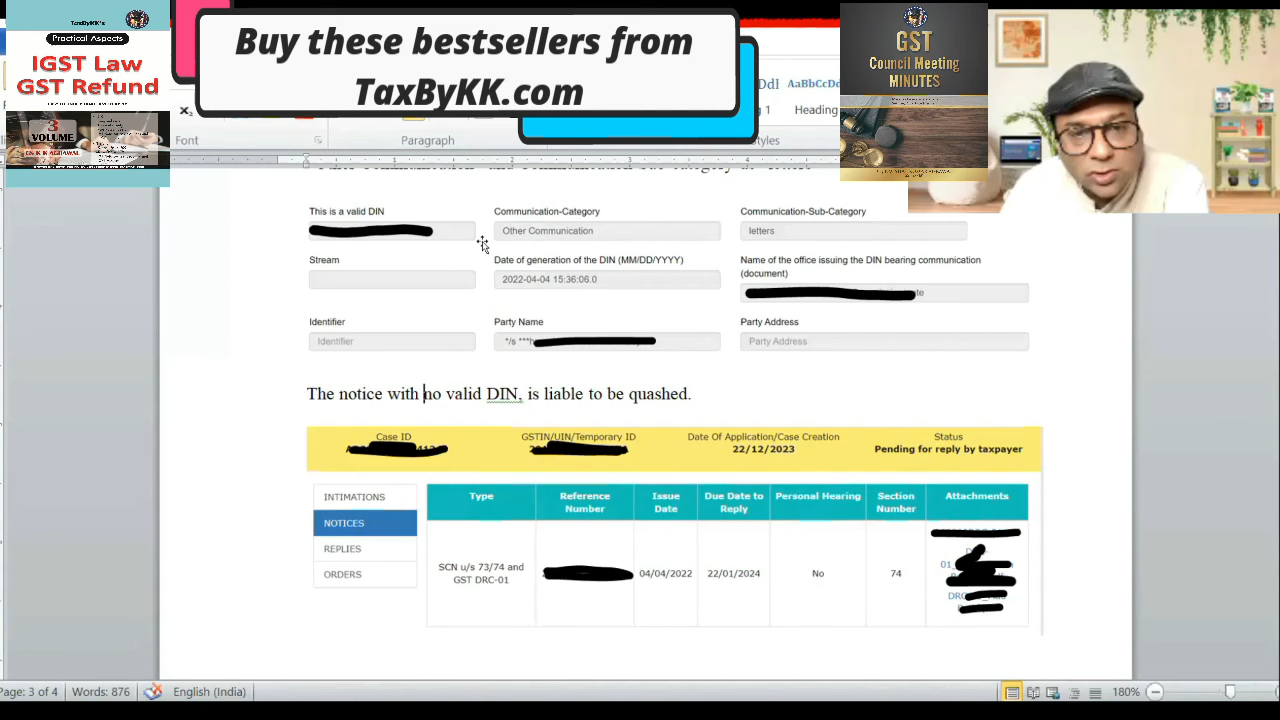 TaxByKK's
Practical Aspects
IGST Law
GST Refund
3
VOLUME
Buy these bestsellers from
TaxByKK.com
GST
Council Meeting
MINUTES
Font
Paragraph
AaBbCcDd
Heading
This is a valid DIN
Communication-Category
Communication-Sub-Category
Other Communication
letters
Stream
Date of generation of the DIN (MM/DD/YYYY)
Name of the office issuing the DIN bearing communication
(document)
2022-04-04 15:36:06.0
Identifier
Party Name
Party Address
Identifier
Party Address
The notice with no valid DIN, is liable to be quashed.
Case ID
GSTIN/UIN/Temporary ID
Date Of Application/Case Creation
Status
22/12/2023
Pending for reply by taxpayer
INTIMATIONS
NOTICES
REPLIES
ORDERS
Type
Reference
Number
Issue
Date
Due Date to
Reply
Personal Hearing
Section
Number
Attachments
SCN u/s 73/74 and
GST DRC-01
04/04/2022
22/01/2024
No
74
Page: 3 of 4
Words: 876
English (India)
180%